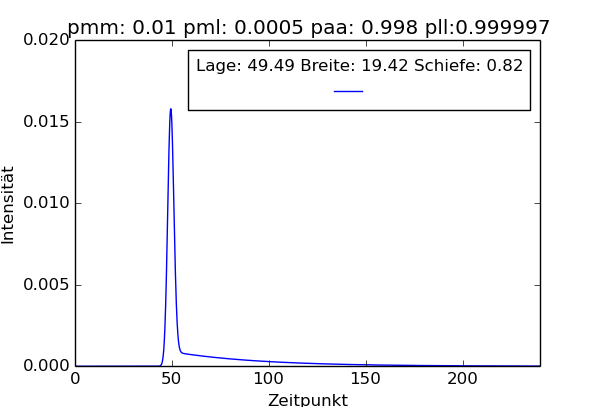 pmm: 0.01 pml: 0.0005 paa: 0.998 pll:0.999997
Lage: 49.49 Breite: 19.42 Schiefe: 0.82
Intensität
0.020
0.015
0.010
0.005
0.000
0 50 100 150 200
Zeitpunkt